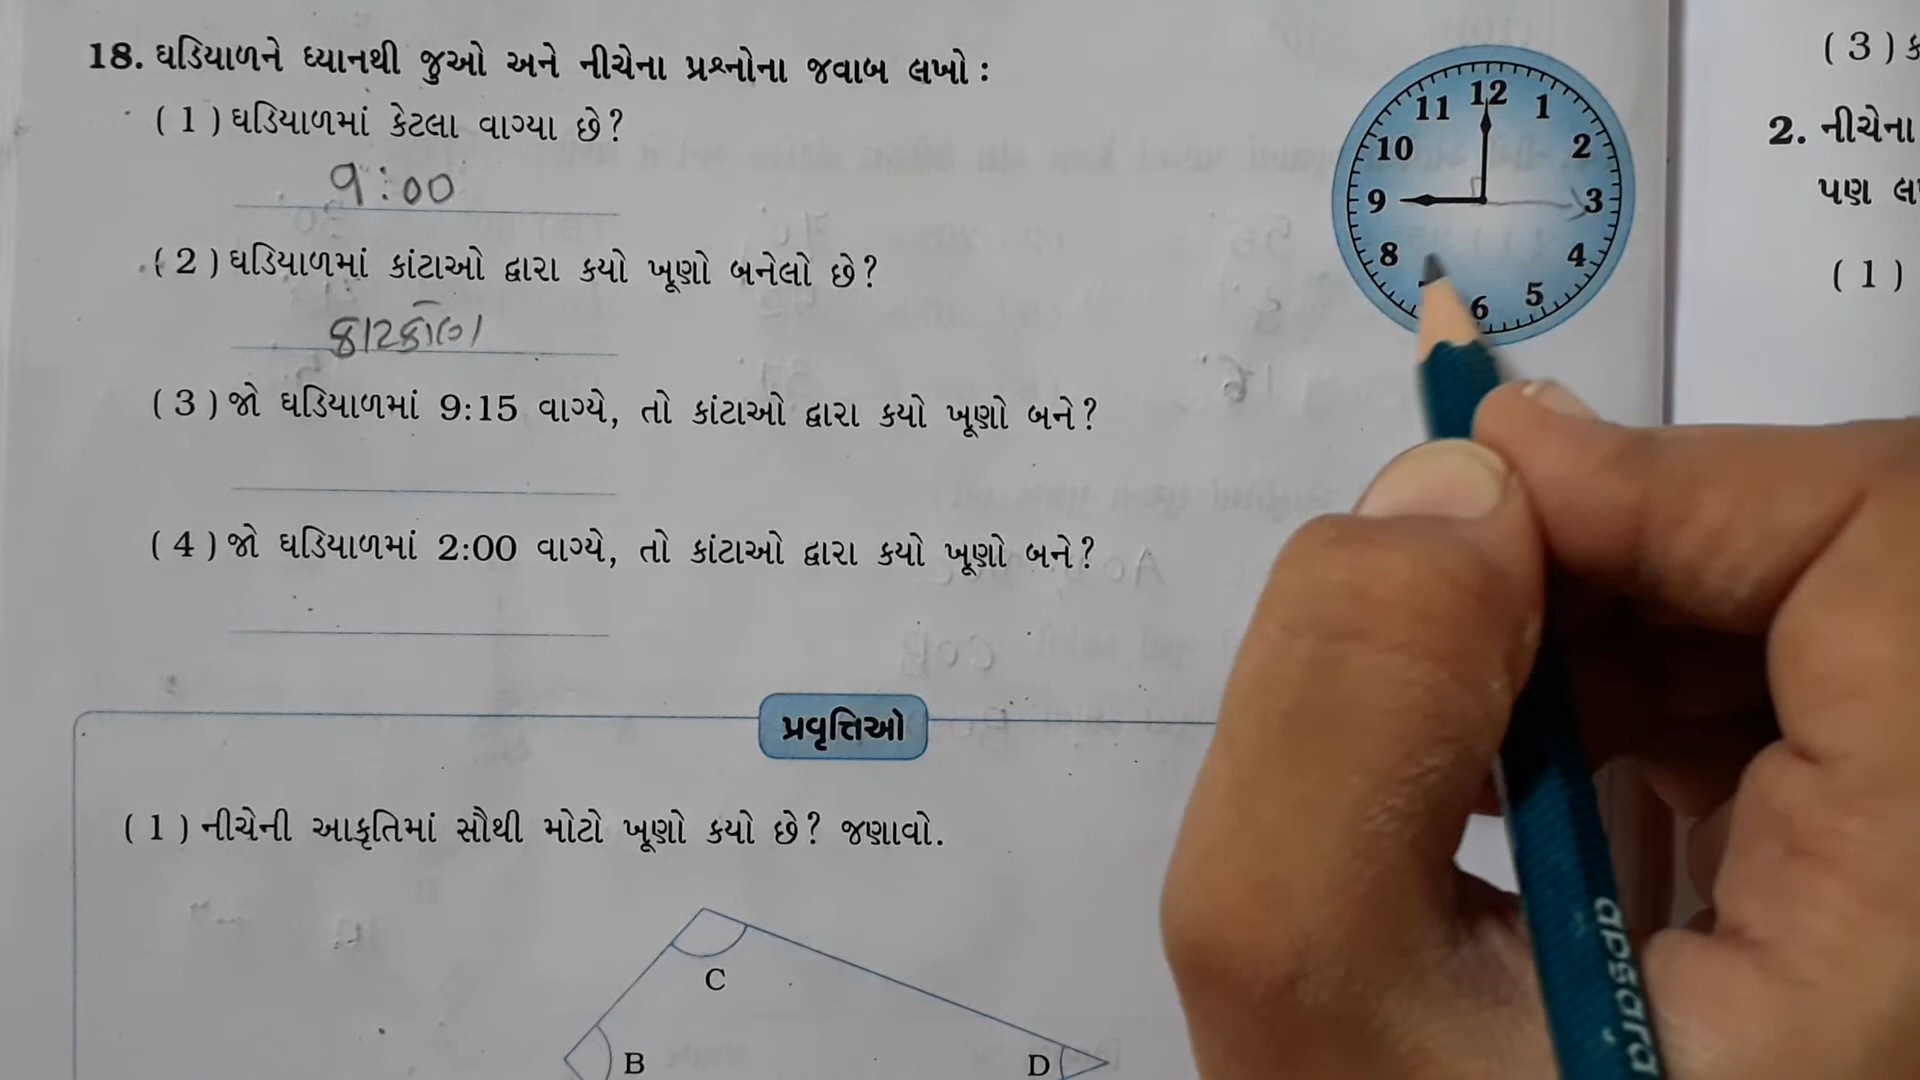 18. ઘડિયાળને ધ્યાનથી જુઓ અને નીચેના પ્રશ્નોના જવાબ લખો :
( 1 ) ઘડિયાળમાં કેટલા વાગ્યા છે?
9:00
( 2 ) ઘડિયાળમાં કાંટાઓ દ્વારા કયો ખૂણો બનેલો છે?
કાટકોણ
( 3 ) જો ઘડિયાળમાં 9:15 વાગ્યે, તો કાંટાઓ દ્વારા કયો ખૂણો બને?
( 4 ) જો ઘડિયાળમાં 2:00 વાગ્યે, તો કાંટાઓ દ્વારા કયો ખૂણો બને?
પ્રવૃત્તિઓ
( 1 ) નીચેની આકૃતિમાં સૌથી મોટો ખૂણો કયો છે? જણાવો.
C
B
D
12
11
1
10
2
9
3
8
4
5
6
( 3 )
2. નીચેના
પણ
( 1 )
apsara